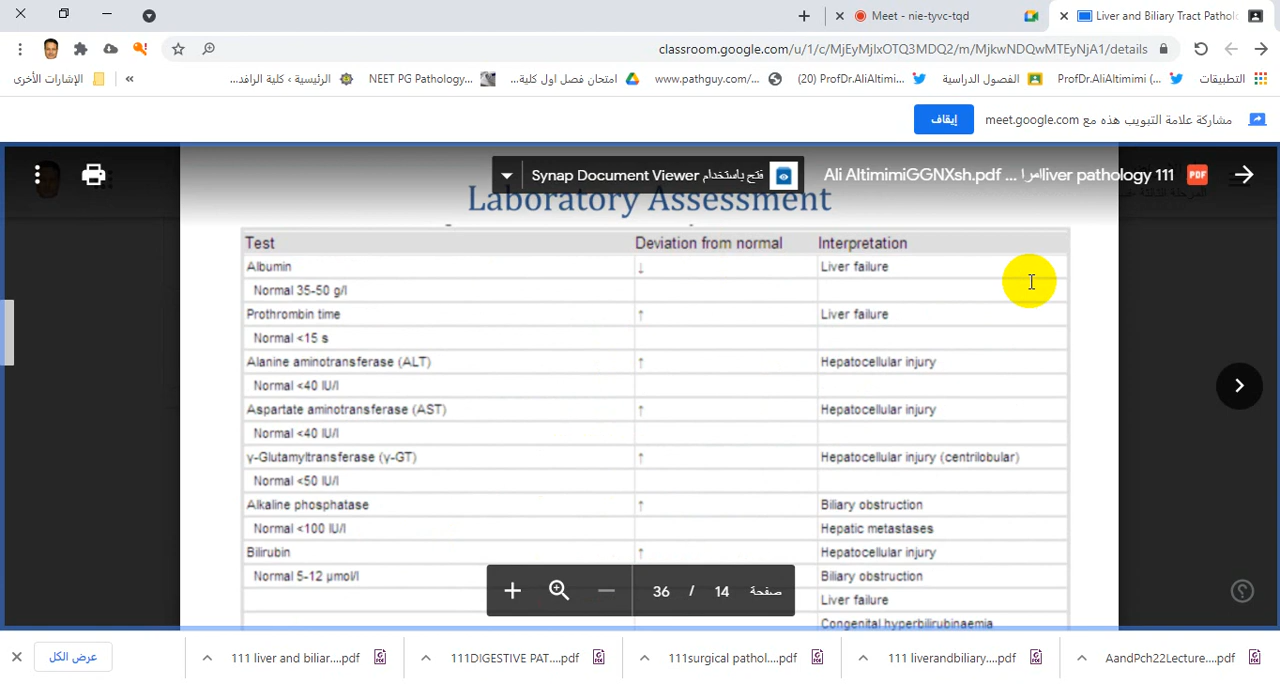 Meet - nie-tyvc-tqd
Liver and Biliary Tract Patholo
classroom.google.com/u/1/c/MjEyMjIxOTQ3MDQ2/m/MjkwNDQwMTEyNjA1/details
التطبيقات
ProfDr.AliAltimimi (...
الفصول الدراسية
(20) ProfDr.AliAltimi...
www.pathguy.com/...
امتحان فصل اول كلية...
NEET PG Pathology...
الرئيسية › كلية الرافد...
»
الإشارات الأخرى
مشاركة علامة التبويب هذه مع meet.google.com
إيقاف
liver pathology 111
Ali AltimimiGGNXsh.pdf ...
فتح باستخدام Synap Document Viewer
PDF
Laboratory Assessment
Test Deviation from normal Interpretation
Albumin ↓ Liver failure
Normal 35-50 g/l
Prothrombin time ↑ Liver failure
Normal <15 s
Alanine aminotransferase (ALT) ↑ Hepatocellular injury
Normal <40 IU/l
Aspartate aminotransferase (AST) ↑ Hepatocellular injury
Normal <40 IU/l
γ-Glutamyltransferase (γ-GT) ↑ Hepatocellular injury (centrilobular)
Normal <50 IU/l
Alkaline phosphatase ↑ Biliary obstruction
Normal <100 IU/l Hepatic metastases
Bilirubin ↑ Hepatocellular injury
Normal 5-12 µmol/l Biliary obstruction
Liver failure
Congenital hyperbilirubinaemia
صفحة 14 / 36
عرض الكل
111 liver and biliar....pdf
111DIGESTIVE PAT....pdf
111surgical pathol....pdf
111 liverandbiliary....pdf
AandPch22Lecture....pdf